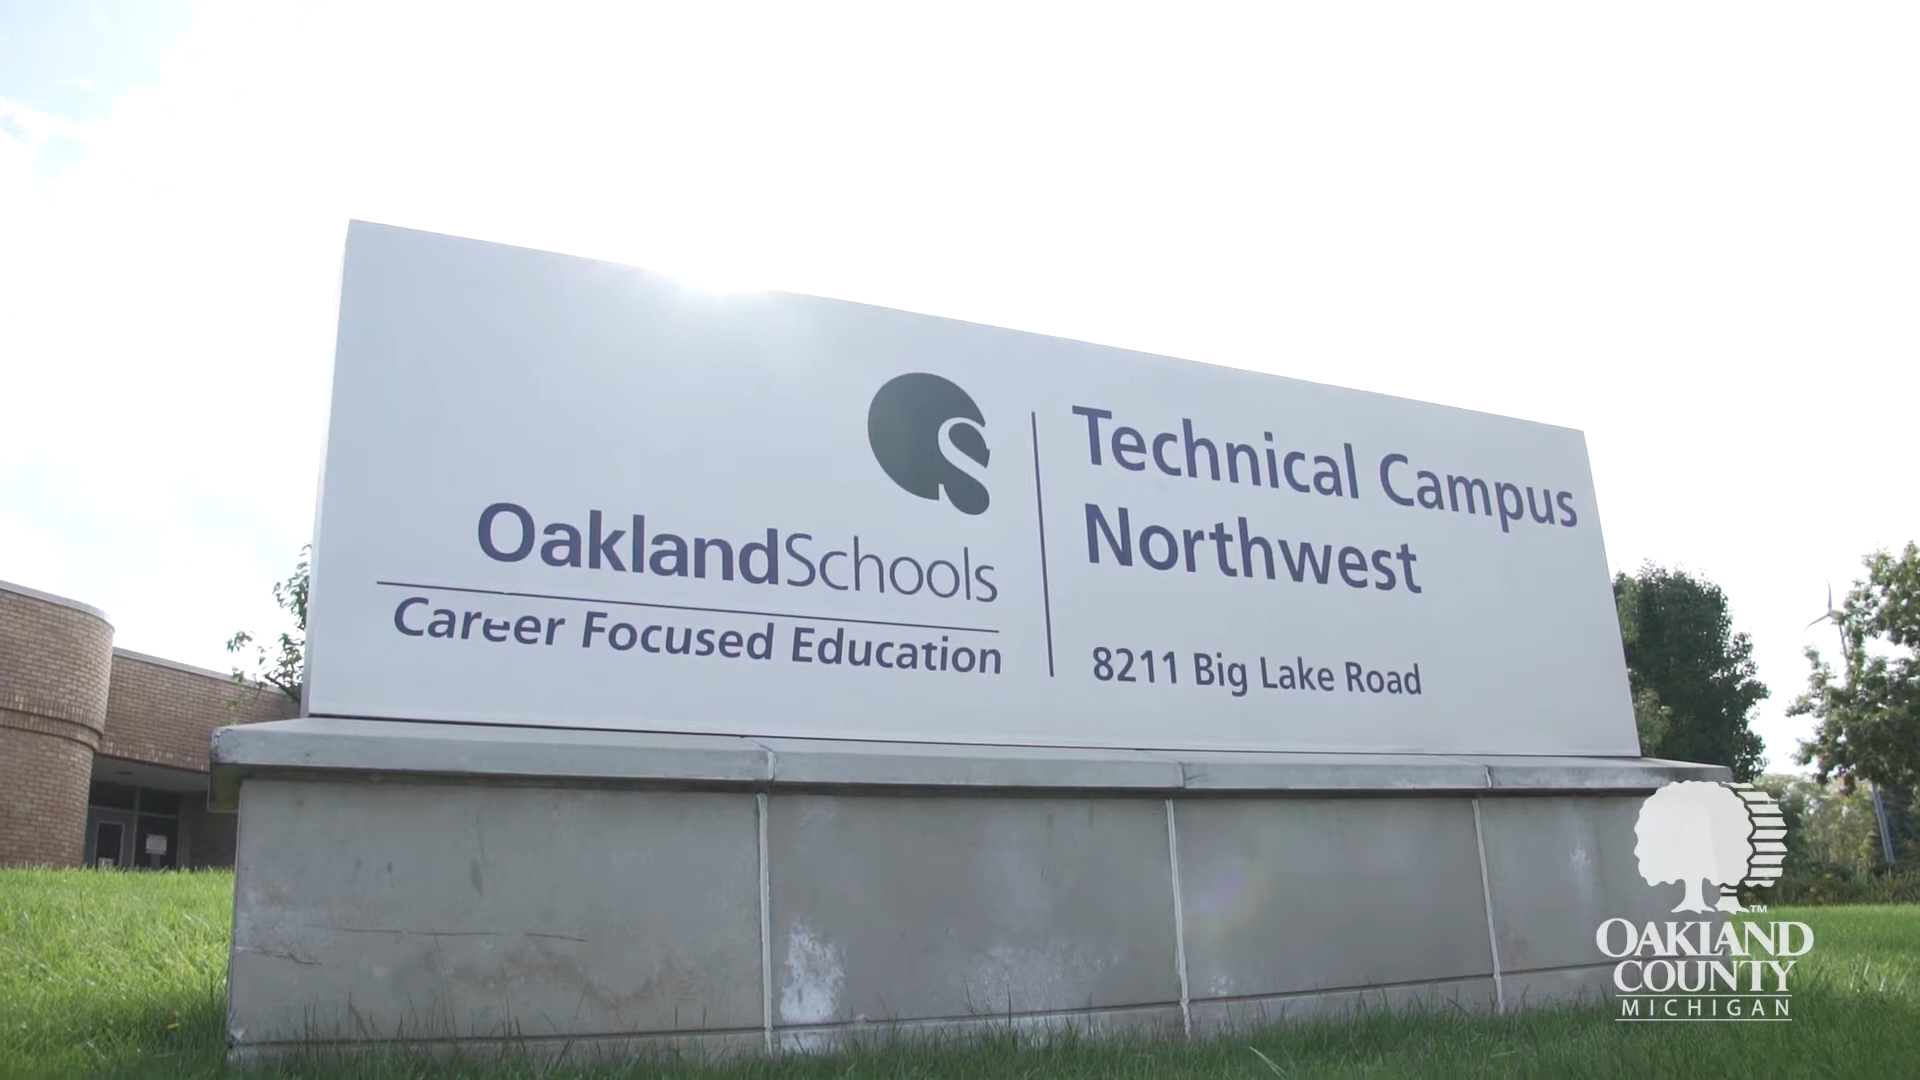 OaklandSchools
Career Focused Education
Technical Campus
Northwest
8211 Big Lake Road
OAKLAND
COUNTY
MICHIGAN